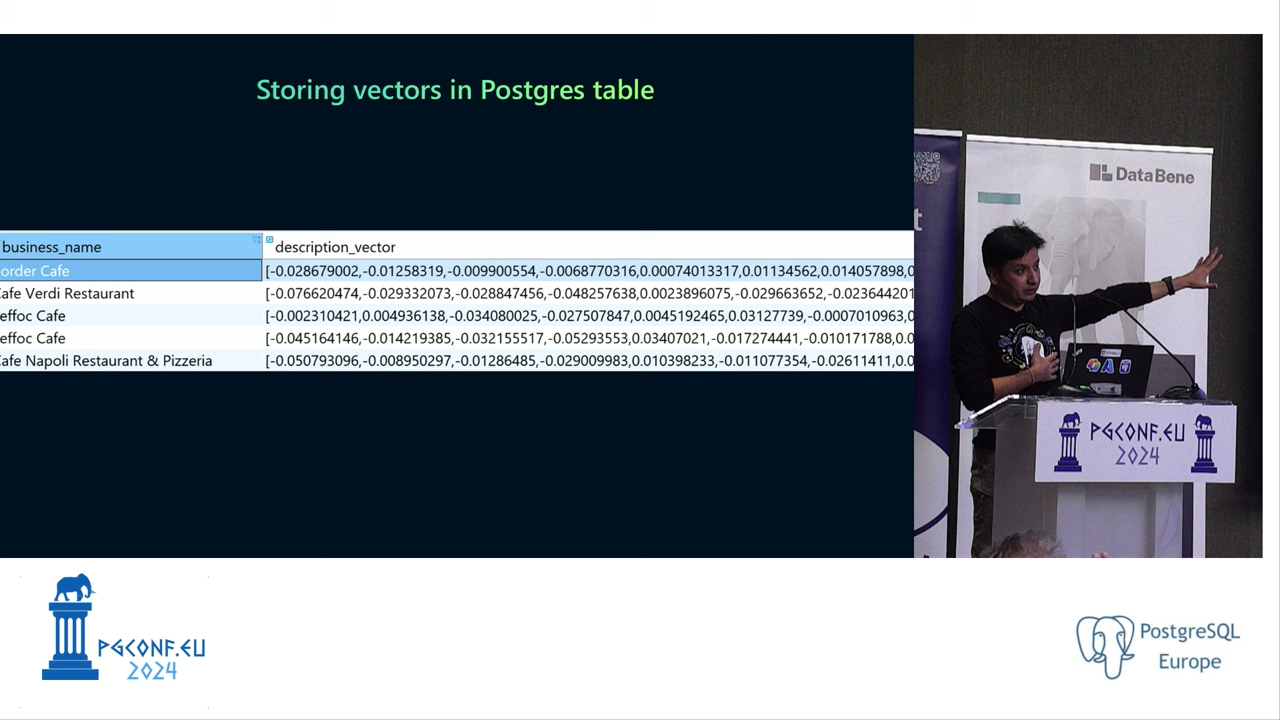 Storing vectors in Postgres table
business_name
description_vector
order Cafe
[-0.028679002,-0.01258319,-0.009900554,-0.0068770316,0.00074013317,0.01134562,0.014057898,0
Cafe Verdi Restaurant
[-0.076620474,-0.029332073,-0.028847456,-0.048257638,0.0023896075,-0.029663652,-0.02364420
effoc Cafe
[-0.002310421,0.004936138,-0.034080025,-0.027507847,0.0045192465,0.03127739,-0.0007010963,0
effoc Cafe
[-0.045164146,-0.014219385,-0.032155517,-0.05293553,0.03407021,-0.017274441,-0.010171788,0.0
Cafe Napoli Restaurant & Pizzeria
[-0.050793096,-0.008950297,-0.01286485,-0.029009983,0.010398233,-0.011077354,-0.02611411,0.0
Data Bene
t
PGCONF.EU
2024
PGCONF.EU
2024
PostgreSQL
Europe